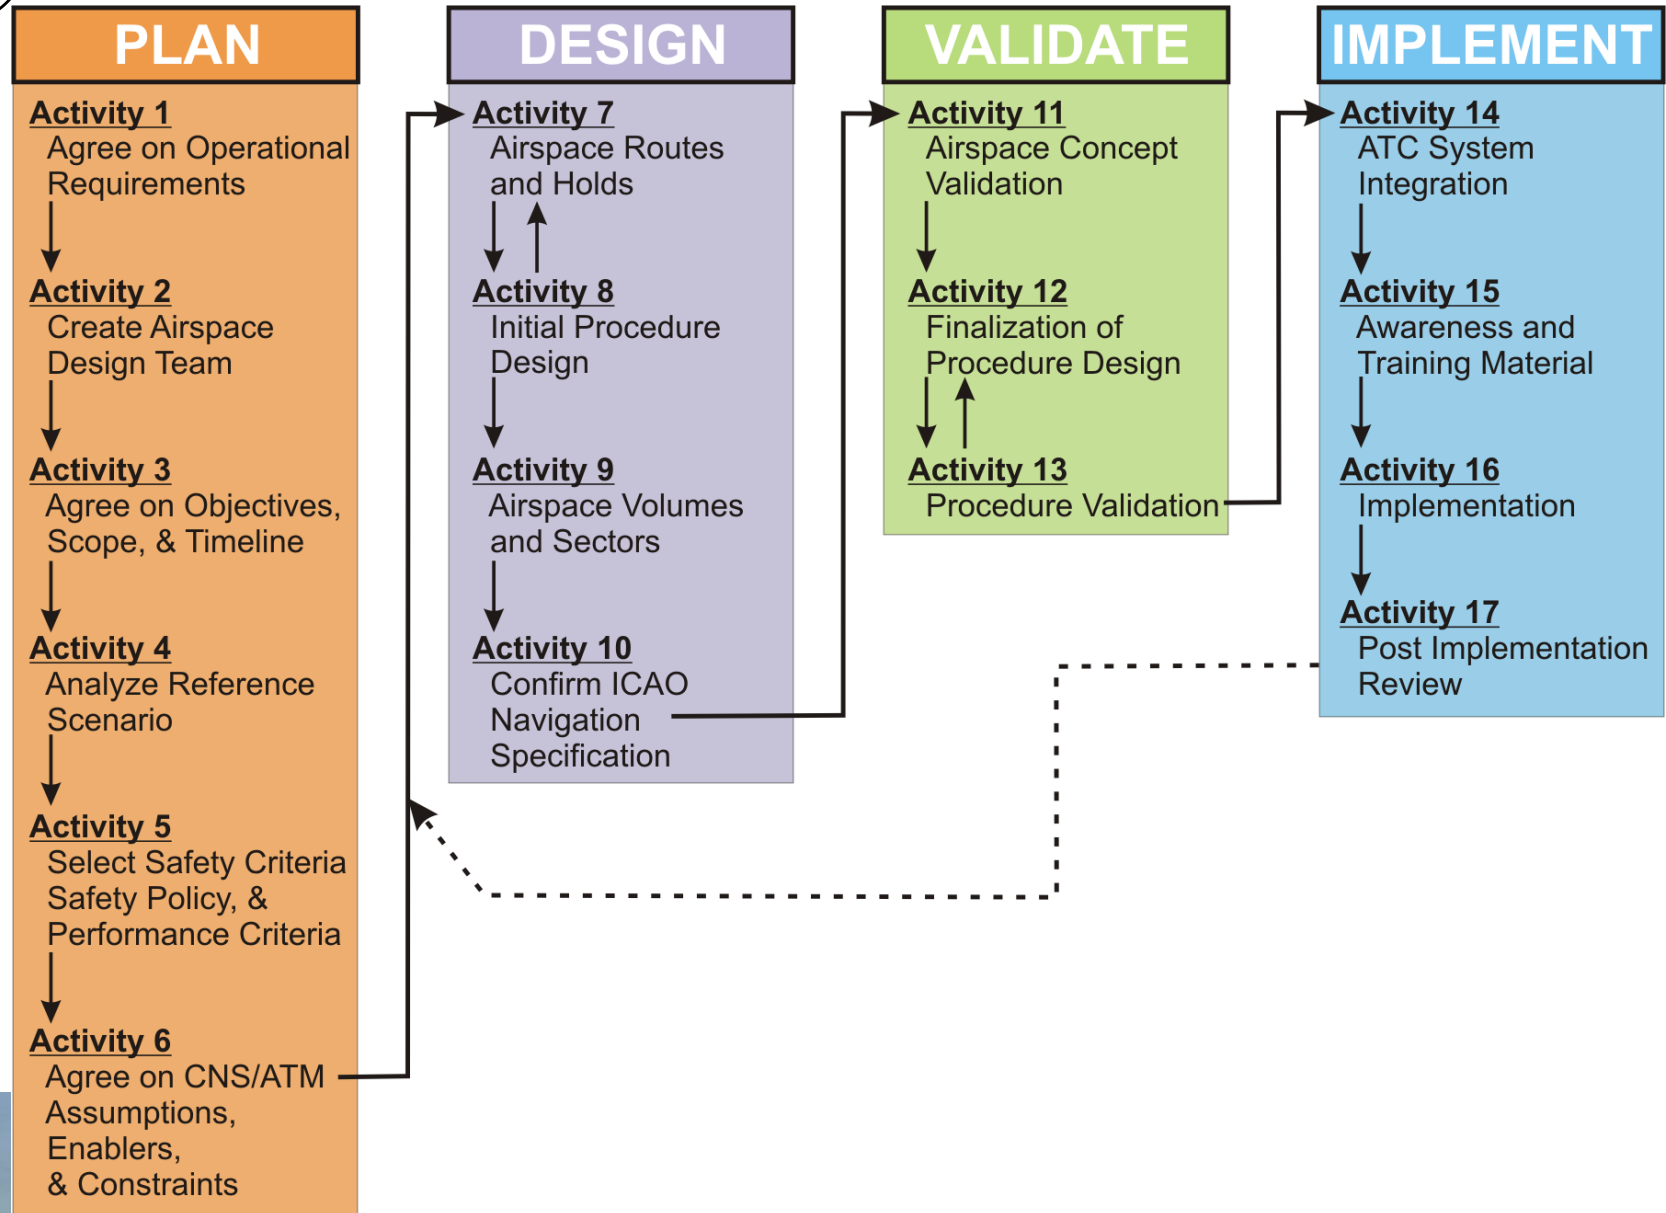 PLAN
Activity 1
Agree on Operational
Requirements
Activity 2
Create Airspace
Design Team
Activity 3
Agree on Objectives,
Scope, & Timeline
Activity 4
Analyze Reference
Scenario
Activity 5
Select Safety Criteria
Safety Policy, &
Performance Criteria
Activity 6
Agree on CNS/ATM
Assumptions,
Enablers,
& Constraints
DESIGN
Activity 7
Airspace Routes
and Holds
Activity 8
Initial Procedure
Design
Activity 9
Airspace Volumes
and Sectors
Activity 10
Confirm ICAO
Navigation
Specification
VALIDATE
Activity 11
Airspace Concept
Validation
Activity 12
Finalization of
Procedure Design
Activity 13
Procedure Validation
IMPLEMENT
Activity 14
ATC System
Integration
Activity 15
Awareness and
Training Material
Activity 16
Implementation
Activity 17
Post Implementation
Review